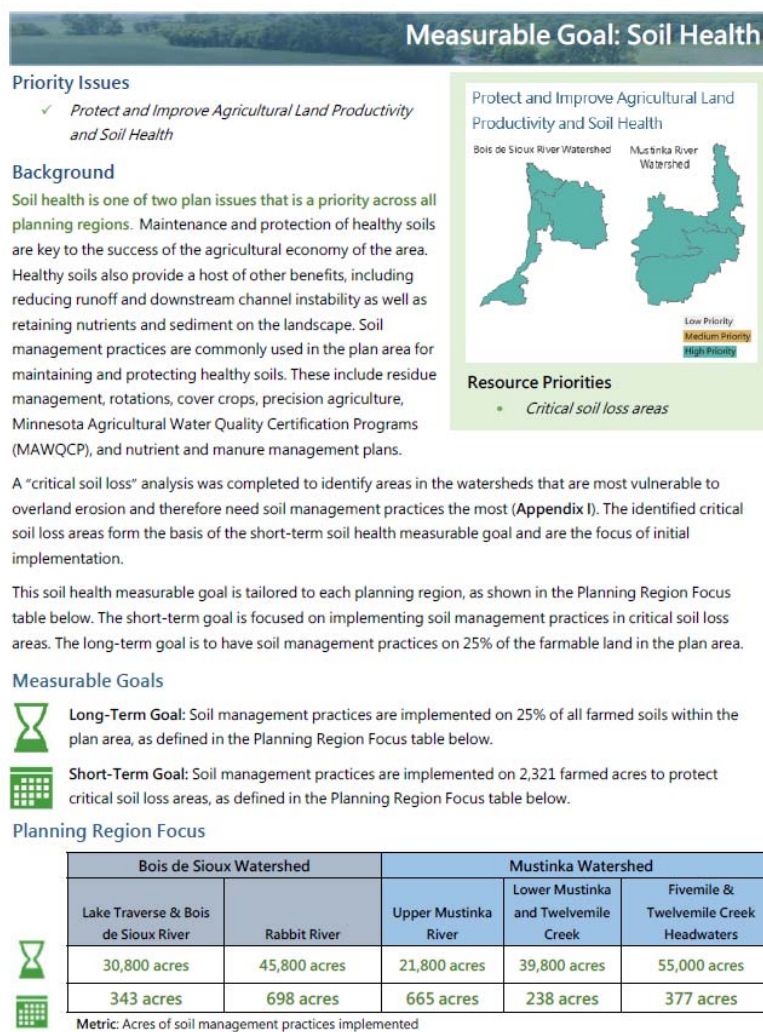 Measurable Goal: Soil Health
Priority Issues
✓ Protect and Improve Agricultural Land Productivity
and Soil Health
Background
Soil health is one of two plan issues that is a priority across all
planning regions. Maintenance and protection of healthy soils
are key to the success of the agricultural economy of the area.
Healthy soils also provide a host of other benefits, including
reducing runoff and downstream channel instability as well as
retaining nutrients and sediment on the landscape. Soil
management practices are commonly used in the plan area for
maintaining and protecting healthy soils. These include residue
management, rotations, cover crops, precision agriculture,
Minnesota Agricultural Water Quality Certification Programs
(MAWQCP), and nutrient and manure management plans.
Protect and Improve Agricultural Land
Productivity and Soil Health
Bois de Sioux River Watershed
Mustinka River
Watershed
Low Priority
Medium Priority
High Priority
Resource Priorities
• Critical soil loss areas
A “critical soil loss” analysis was completed to identify areas in the watersheds that are most vulnerable to
overland erosion and therefore need soil management practices the most (Appendix I). The identified critical
soil loss areas form the basis of the short-term soil health measurable goal and are the focus of initial
implementation.
This soil health measurable goal is tailored to each planning region, as shown in the Planning Region Focus
table below. The short-term goal is focused on implementing soil management practices in critical soil loss
areas. The long-term goal is to have soil management practices on 25% of the farmable land in the plan area.
Measurable Goals
Long-Term Goal: Soil management practices are implemented on 25% of all farmed soils within the
plan area, as defined in the Planning Region Focus table below.
Short-Term Goal: Soil management practices are implemented on 2,321 farmed acres to protect
critical soil loss areas, as defined in the Planning Region Focus table below.
Planning Region Focus
Bois de Sioux Watershed Mustinka Watershed
Lake Traverse & Bois
de Sioux River
Rabbit River
Upper Mustinka
River
Lower Mustinka
and Twelvemile
Creek
Fivemile &
Twelvemile Creek
Headwaters
30,800 acres 45,800 acres 21,800 acres 39,800 acres 55,000 acres
343 acres 698 acres 665 acres 238 acres 377 acres
Metric: Acres of soil management practices implemented